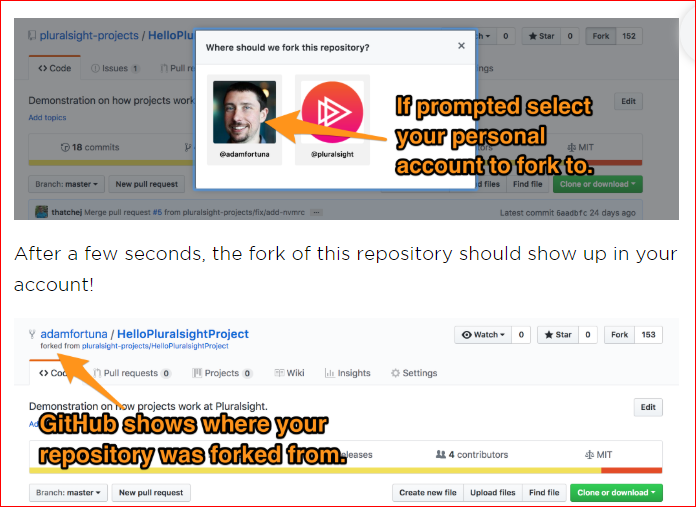 pluralsight-projects / HelloPlu
Where should we fork this repository?
×
ch 0 Star 0 Fork 152
Code Issues 1 Pull r
ngs
@adamfortuna @pluralsight
If prompted select
your personal
account to fork to.
Demonstration on how projects work
Edit
Add topics
18 commits
MIT
Branch: master New pull request
d files Find file Clone or download
thatchej Merge pull request #5 from pluralsight-projects/fix/add-nvmrc ...
Latest commit 6aadbfc 24 days ago
After a few seconds, the fork of this repository should show up in your
account!
adamfortuna / HelloPluralsightProject
Watch 0 Star 0 Fork 153
forked from pluralsight-projects/HelloPluralsightProject
Code Pull requests 0 Projects 0 Wiki Insights Settings
Demonstration on how projects work at Pluralsight.
Edit
GitHub shows where your
repository was forked from.
eleases 4 contributors MIT
Branch: master New pull request Create new file Upload files Find file Clone or download